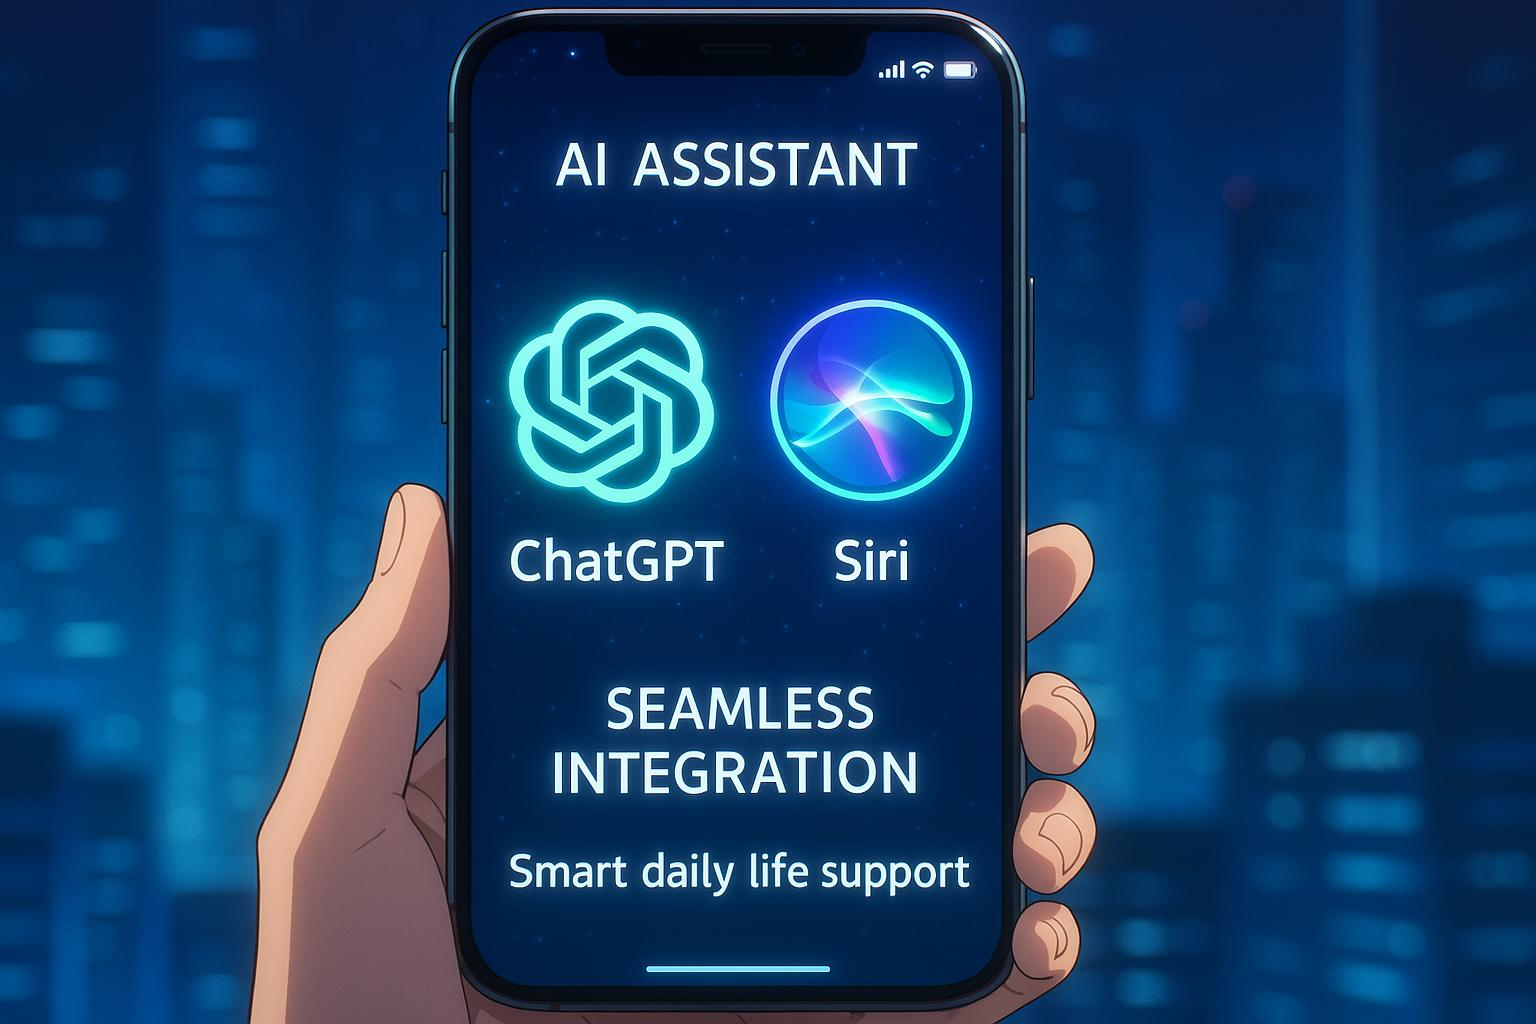 AI ASSISTANT
ChatGPT Siri
SEAMLESS
INTEGRATION
Smart daily life support